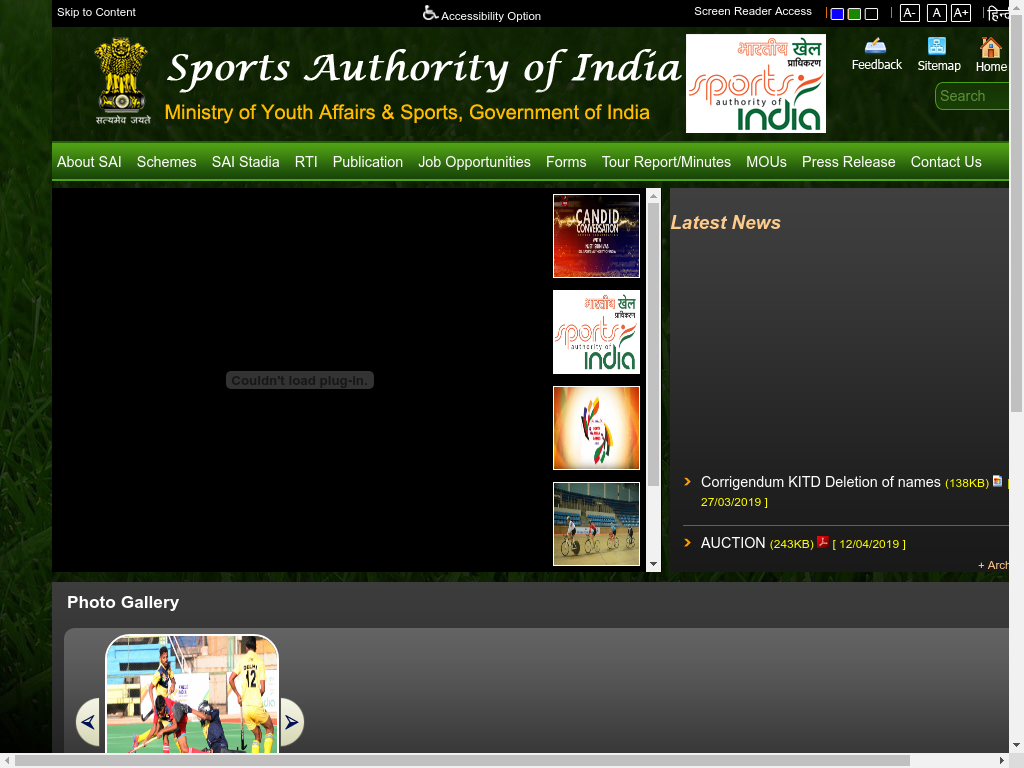 Skip to Content
Accessibility Option
Screen Reader Access
A-
A
A+
Sports Authority of India
Ministry of Youth Affairs & Sports, Government of India
सत्यमेव जयते
भारतीय खेल
प्राधिकरण
sports
authority of
india
Feedback
Sitemap
Home
Search
About SAI
Schemes
SAI Stadia
RTI
Publication
Job Opportunities
Forms
Tour Report/Minutes
MOUs
Press Release
Contact Us
Couldn't load plug-in.
CANDID
CONVERSATION
WITH
भारतीय खेल
प्राधिकरण
sports
authority of
india
Latest News
Corrigendum KITD Deletion of names (138KB) [
27/03/2019 ]
AUCTION (243KB) [ 12/04/2019 ]
Photo Gallery
DELHI
12